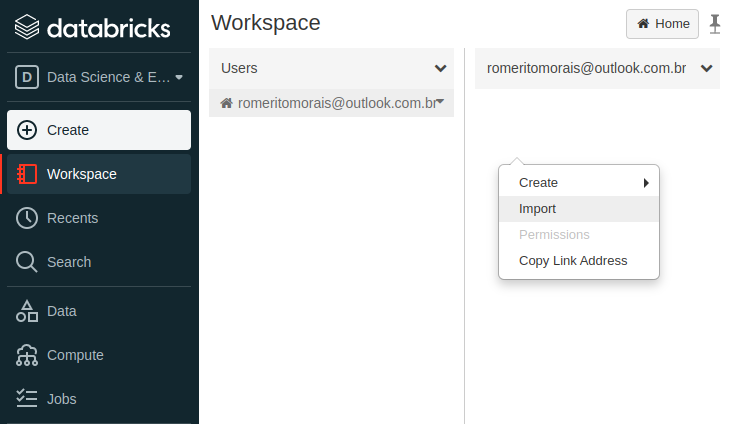 databricks
D Data Science & E...
Create
Workspace
Recents
Search
Data
Compute
Jobs
Workspace
Home
Users
romeritomorais@outlook.com.br
romeritomorais@outlook.com.br
Create
Import
Permissions
Copy Link Address